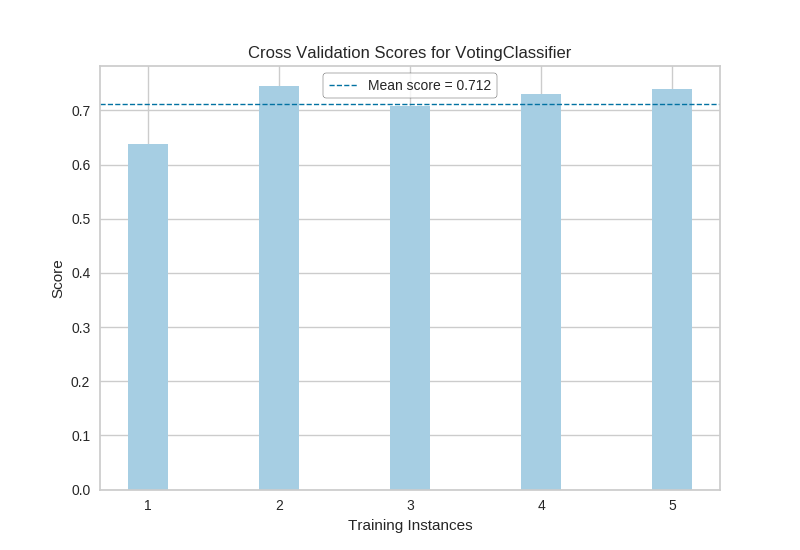 Cross Validation Scores for VotingClassifier
Mean score = 0.712
Score
0.7
0.6
0.5
0.4
0.3
0.2
0.1
0.0
1 2 3 4 5
Training Instances